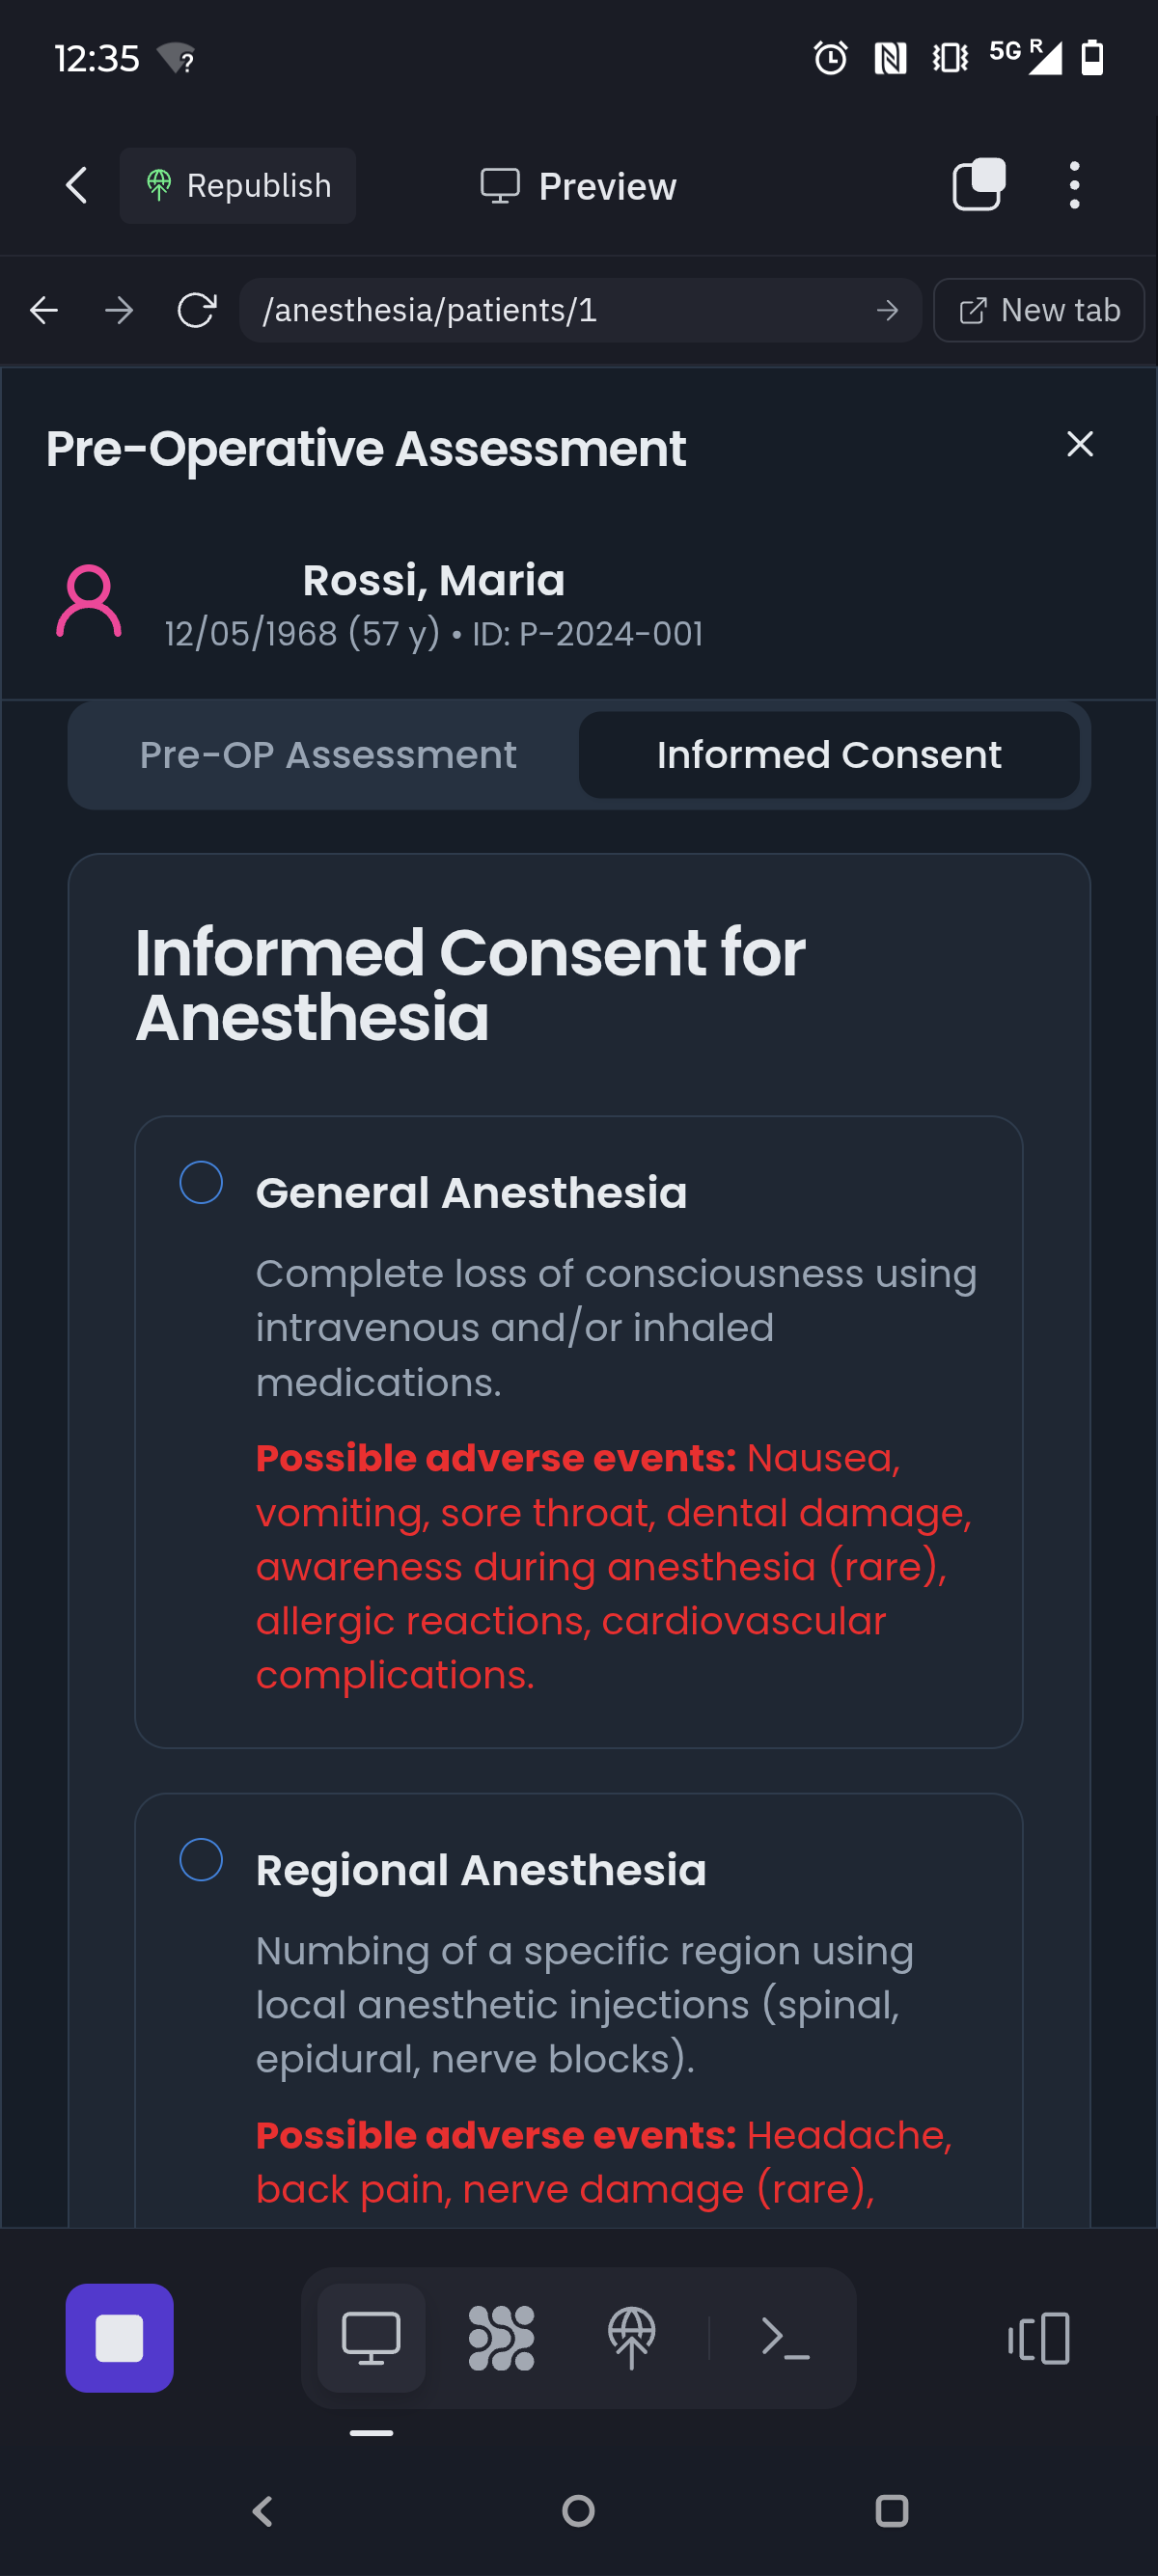 12:35
5G R
Republish
Preview
/anesthesia/patients/1
New tab
Pre-Operative Assessment
Rossi, Maria
12/05/1968 (57 y) • ID: P-2024-001
Pre-OP Assessment
Informed Consent
Informed Consent for
Anesthesia
General Anesthesia
Complete loss of consciousness using
intravenous and/or inhaled
medications.
Possible adverse events: Nausea,
vomiting, sore throat, dental damage,
awareness during anesthesia (rare),
allergic reactions, cardiovascular
complications.
Regional Anesthesia
Numbing of a specific region using
local anesthetic injections (spinal,
epidural, nerve blocks).
Possible adverse events: Headache,
back pain, nerve damage (rare),